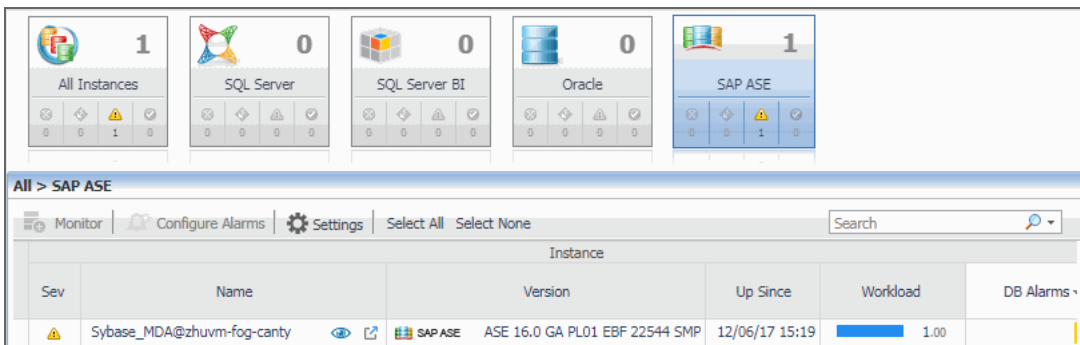 1 0 0 0 1
All Instances SQL Server SQL Server BI Oracle SAP ASE
0 0 1 0 0 0 0 0 0 0 0 0 0 0 0 0 0 0 1 0
All > SAP ASE
Monitor Configure Alarms Settings Select All Select None Search
Instance
Sev Name Version Up Since Workload DB Alarms
Sybase_MDA@zhuvm-fog-canty SAP ASE ASE 16.0 GA PL01 EBF 22544 SMP 12/06/17 15:19 1.00